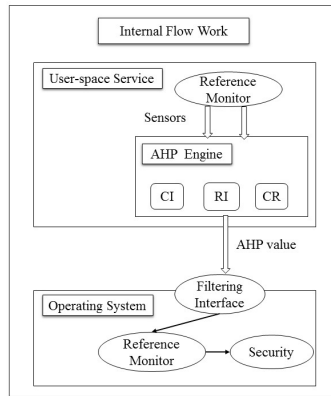 Internal Flow Work
User-space Service
Reference
Monitor
Sensors
AHP Engine
CI
RI
CR
AHP value
Filtering
Interface
Operating System
Reference
Monitor
Security